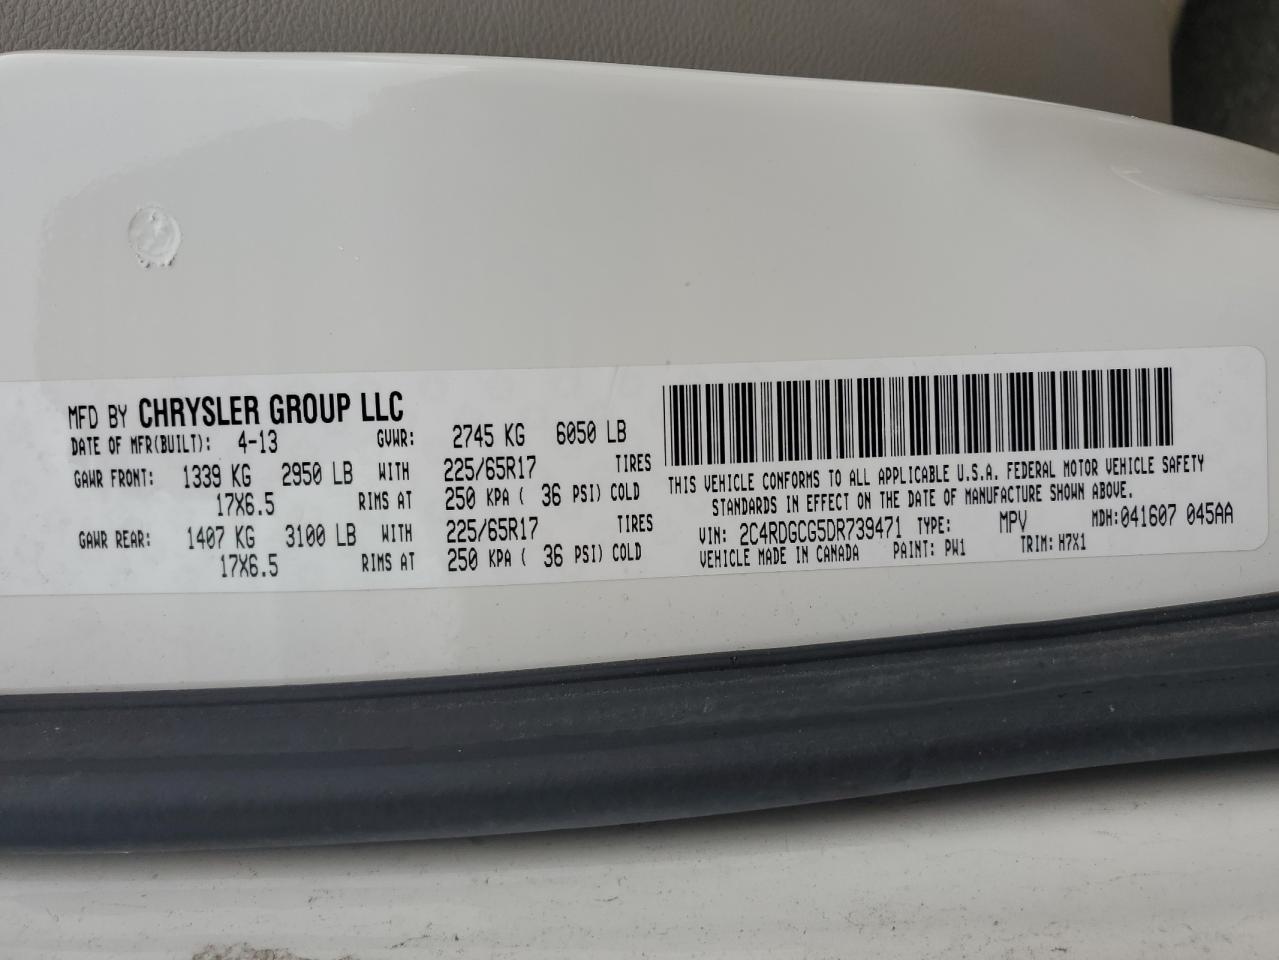 MFD BY CHRYSLER GROUP LLC
DATE OF MFR(BUILT): 4-13 GVWR: 2745 KG 6050 LB
GAWR FRONT: 1339 KG 2950 LB WITH 225/65R17 TIRES
17X6.5 RIMS AT 250 KPA ( 36 PSI) COLD
GAWR REAR: 1407 KG 3100 LB WITH 225/65R17 TIRES
17X6.5 RIMS AT 250 KPA ( 36 PSI) COLD
THIS VEHICLE CONFORMS TO ALL APPLICABLE U.S.A. FEDERAL MOTOR VEHICLE SAFETY
STANDARDS IN EFFECT ON THE DATE OF MANUFACTURE SHOWN ABOVE.
VIN: 2C4RDGCG5DR739471 TYPE: MPV MDH:041607 045AA
VEHICLE MADE IN CANADA PAINT: PW1 TRIM: H7X1